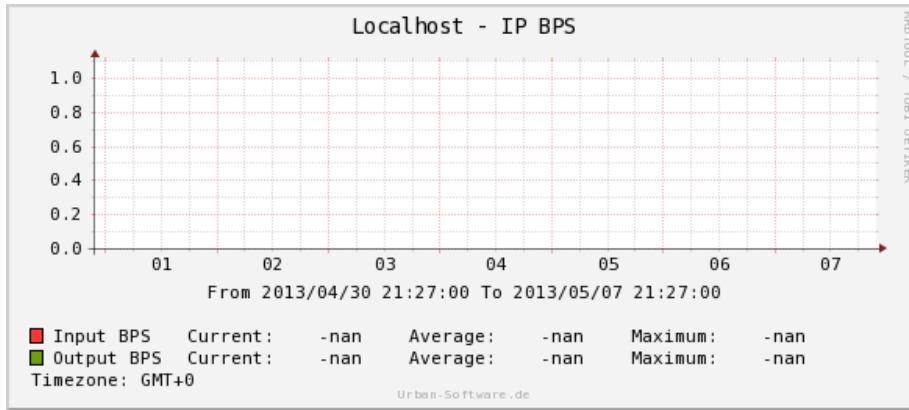 Localhost - IP BPS
1.0
0.8
0.6
0.4
0.2
0.0
01 02 03 04 05 06 07
From 2013/04/30 21:27:00 To 2013/05/07 21:27:00
Input BPS Current: -nan Average: -nan Maximum: -nan
Output BPS Current: -nan Average: -nan Maximum: -nan
Timezone: GMT+0
Urban-Software.de